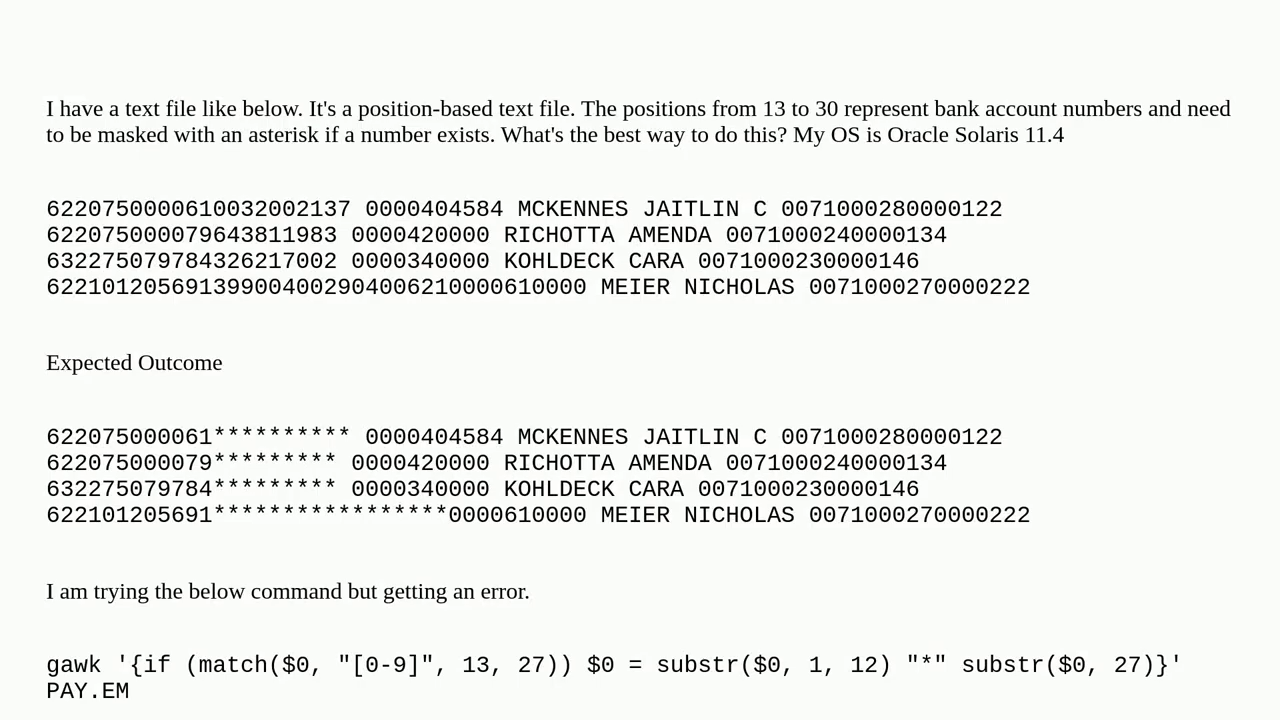 I have a text file like below. It's a position-based text file. The positions from 13 to 30 represent bank account numbers and need
to be masked with an asterisk if a number exists. What's the best way to do this? My OS is Oracle Solaris 11.4
6220750000610032002137 0000404584 MCKENNES JAITLIN C 0071000280000122
622075000079643811983 0000420000 RICHOTTA AMENDA 0071000240000134
632275079784326217002 0000340000 KOHLDECK CARA 0071000230000146
622101205691399004002904006210000610000 MEIER NICHOLAS 0071000270000222
Expected Outcome
622075000061********** 0000404584 MCKENNES JAITLIN C 0071000280000122
622075000079********* 0000420000 RICHOTTA AMENDA 0071000240000134
632275079784********* 0000340000 KOHLDECK CARA 0071000230000146
622101205691*****************0000610000 MEIER NICHOLAS 0071000270000222
I am trying the below command but getting an error.
gawk '{if (match($0, "[0-9]", 13, 27)) $0 = substr($0, 1, 12) "*" substr($0, 27)}'
PAY.EM